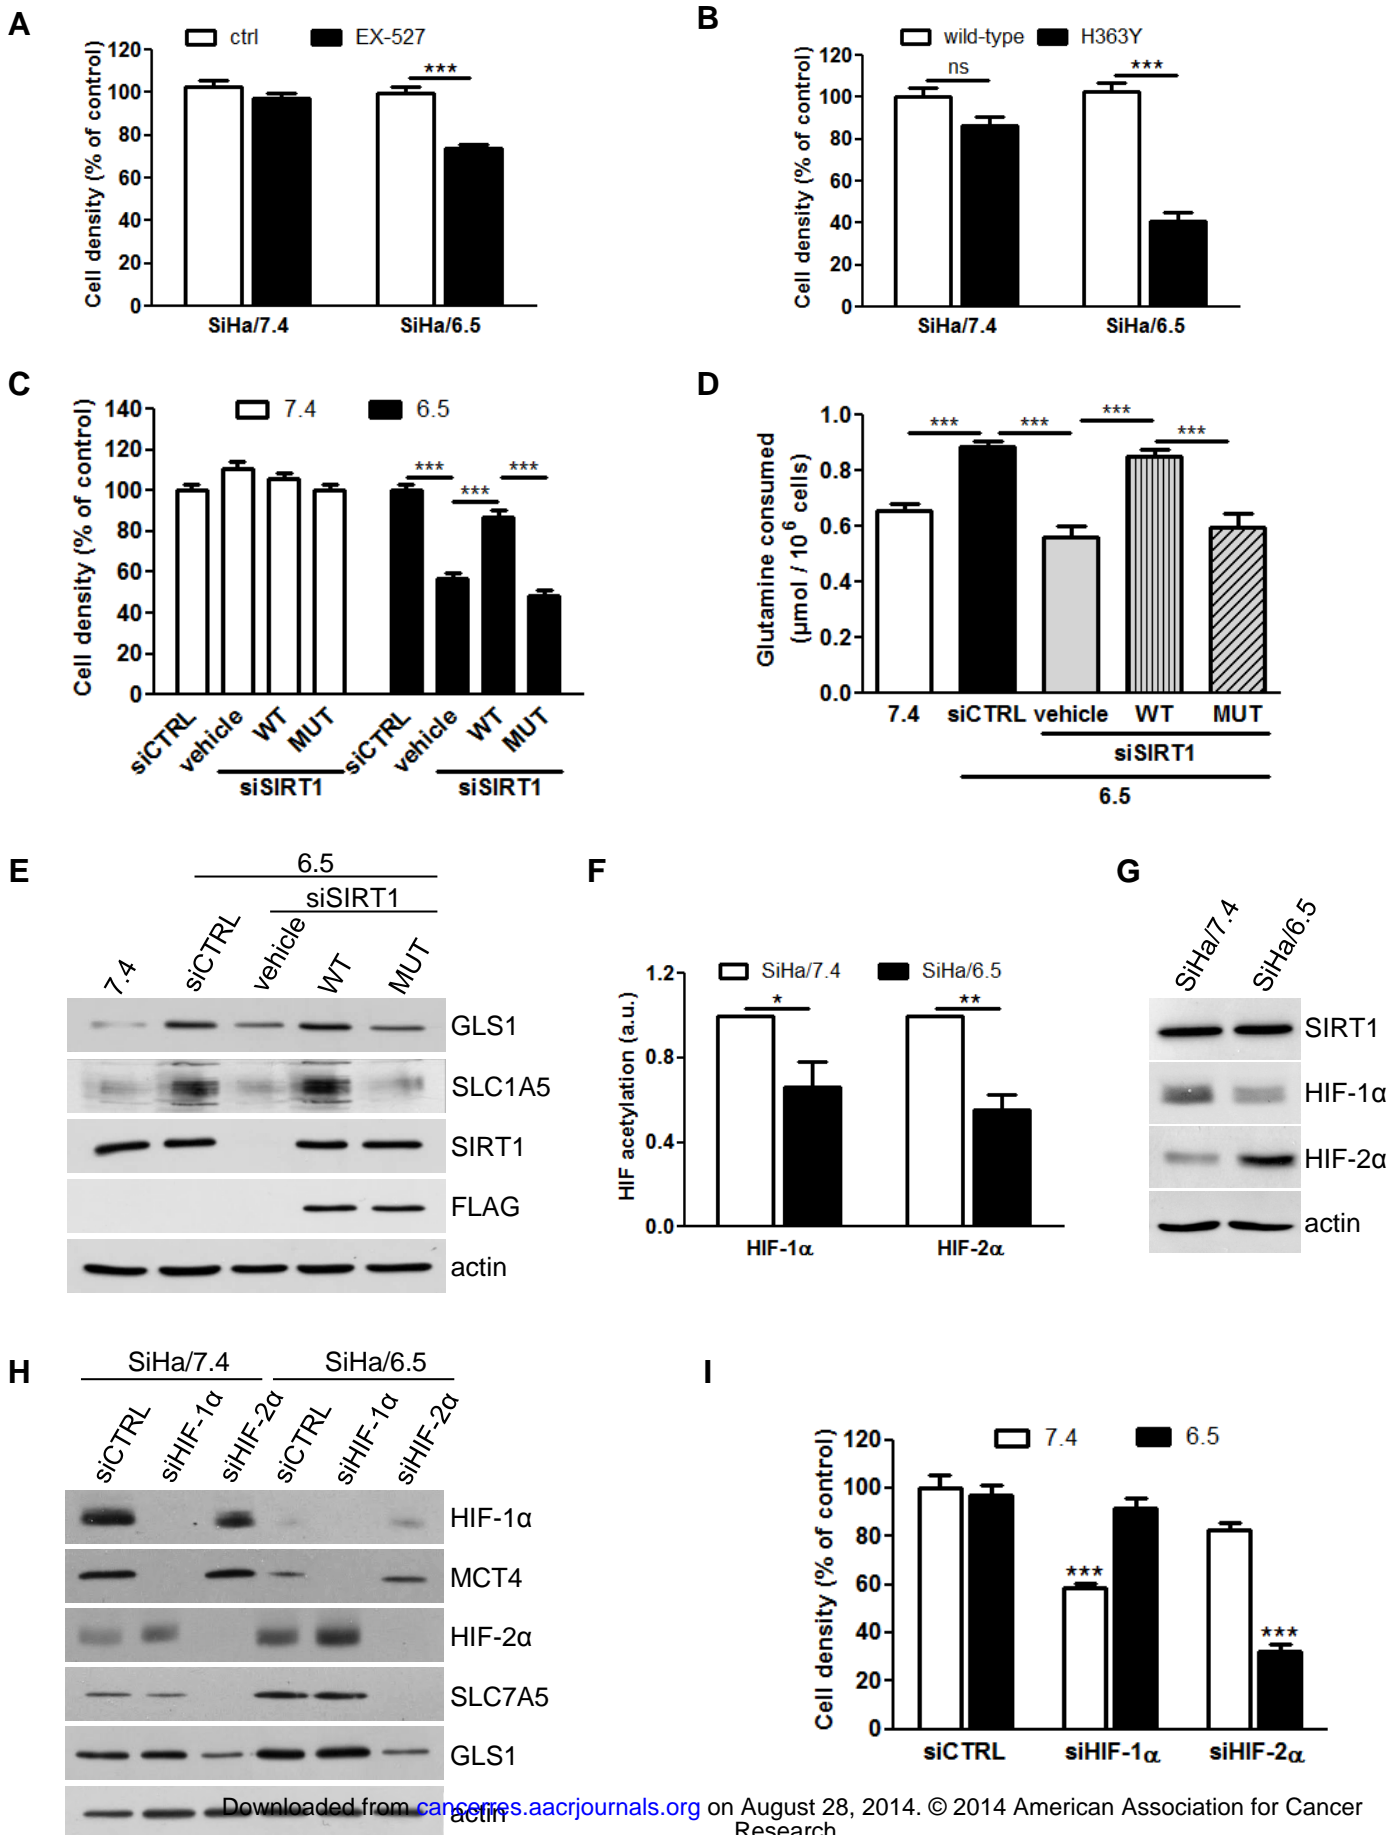 A
ctrl EX-527
Cell density (% of control)
120
100
80
60
40
20
0
***
SiHa/7.4 SiHa/6.5
B
wild-type H363Y
Cell density (% of control)
120
100
80
60
40
20
0
ns ***
SiHa/7.4 SiHa/6.5
C
7.4 6.5
Cell density (% of control)
140
120
100
80
60
40
20
0
*** *** ***
siCTRL vehicle WT MUT siCTRL vehicle WT MUT
siSIRT1 siSIRT1
D
Glutamine consumed
(µmol / 10 6 cells)
1.0
0.8
0.6
0.4
0.2
0.0
*** *** *** ***
7.4 siCTRL vehicle WT MUT
siSIRT1
6.5
E
6.5
siSIRT1
7.4 siCTRL vehicle WT MUT
GLS1
SLC1A5
SIRT1
FLAG
actin
F
SiHa/7.4 SiHa/6.5
HIF acetylation (a.u.)
1.2
0.8
0.4
0.0
* **
HIF-1α HIF-2α
G
SiHa/7.4 SiHa/6.5
SIRT1
HIF-1α
HIF-2α
actin
H
SiHa/7.4 SiHa/6.5
siCTRL siHIF-1α siHIF-2α siCTRL siHIF-1α siHIF-2α
HIF-1α
MCT4
HIF-2α
SLC7A5
GLS1
actin
I
7.4 6.5
Cell density (% of control)
120
100
80
60
40
20
0
*** ***
siCTRL siHIF-1α siHIF-2α
Downloaded from cancerres.aacrjournals.org on August 28, 2014. © 2014 American Association for Cancer
Research.